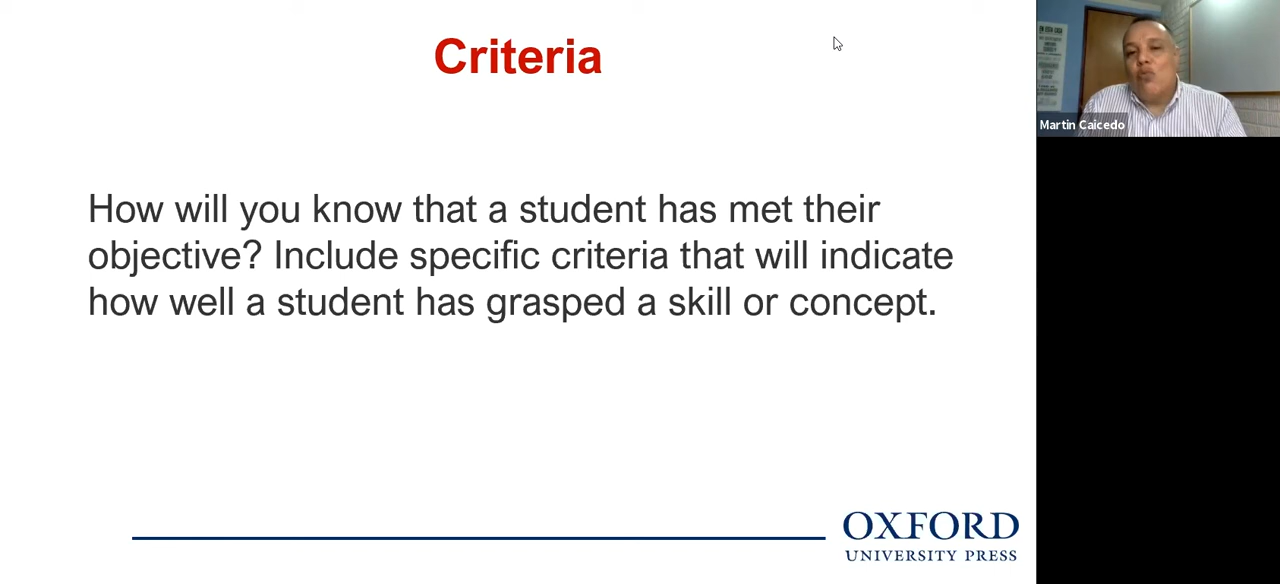 Criteria
How will you know that a student has met their
objective? Include specific criteria that will indicate
how well a student has grasped a skill or concept.
OXFORD
UNIVERSITY PRESS
Martin Caicedo